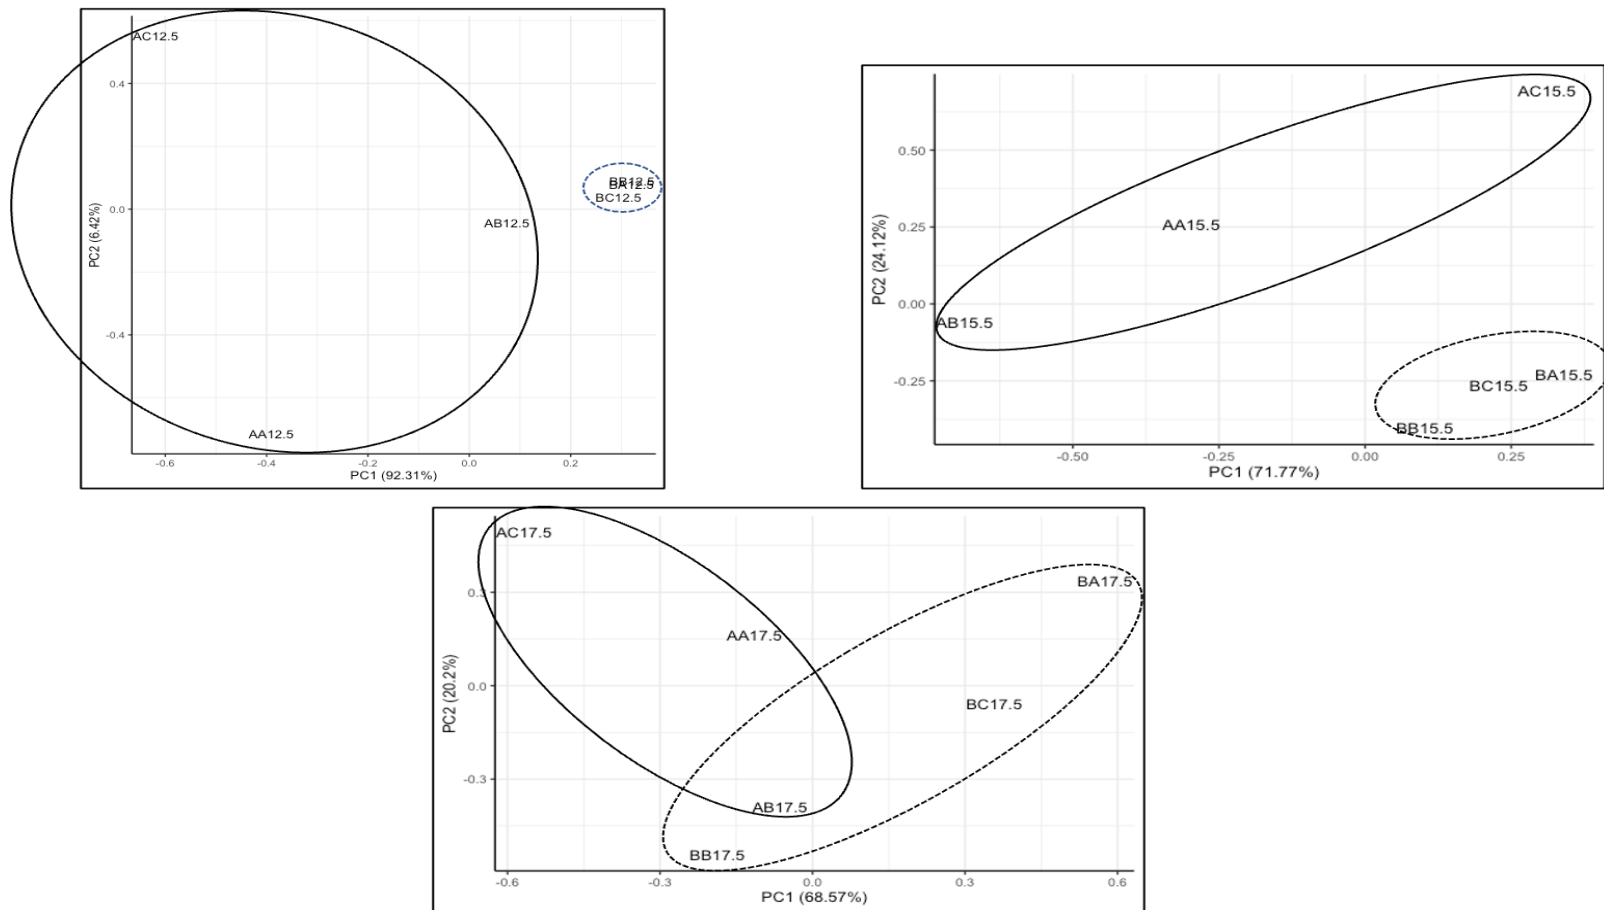 AC12.5
0.4
BB12.5
BA12.5
BC12.5
0.0
AB12.5
PC2 (6.42%)
-0.4
AA12.5
-0.6 -0.4 -0.2 0.0 0.2
PC1 (92.31%)
AC15.5
0.50
AA15.5
0.25
PC2 (24.12%)
0.00
AB15.5
BA15.5
-0.25
BC15.5
BB15.5
-0.50 -0.25 0.00 0.25
PC1 (71.77%)
AC17.5
BA17.5
0.3
AA17.5
PC2 (20.2%)
0.0
BC17.5
-0.3
AB17.5
BB17.5
-0.6 -0.3 0.0 0.3 0.6
PC1 (68.57%)